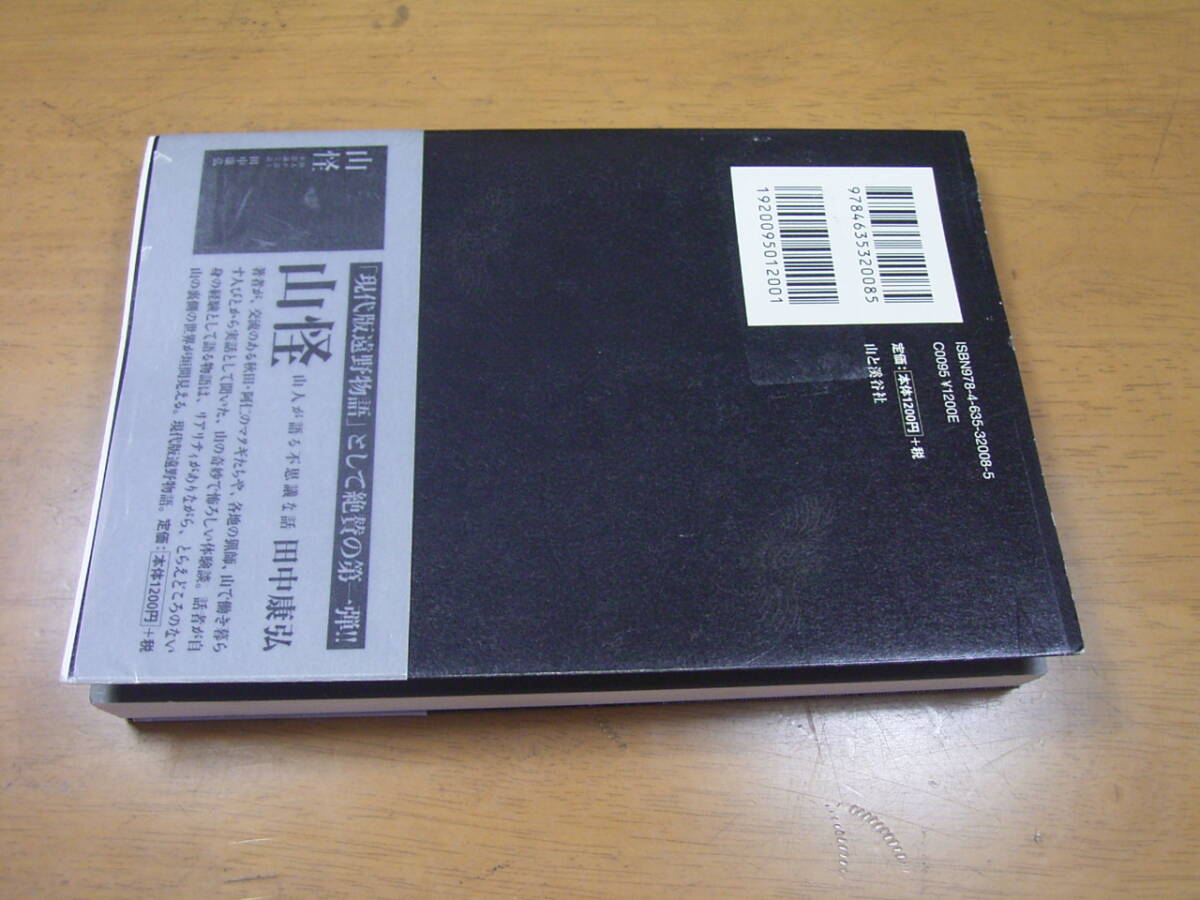 9784635320085
1920095012001
ISBN978-4-635-32008-5
C0095 ¥1200E
定価:本体1200円+税
山と溪谷社
山怪
田中康弘
「現代版遠野物語」として絶賛の第一弾!!
山怪 山人が語る不思議な話 田中康弘
著者が、交流のある秋田・阿仁のマタギたちや、各地の猟師、山で働き暮ら
す人びとから実話として聞いた、山の奇妙で怖ろしい体験談。話者が自
身の経験として語る物語は、リアリティがありながら、とらえどころのない
山の裏側の世界が垣間見える。現代版遠野物語。定価:本体1200円+税